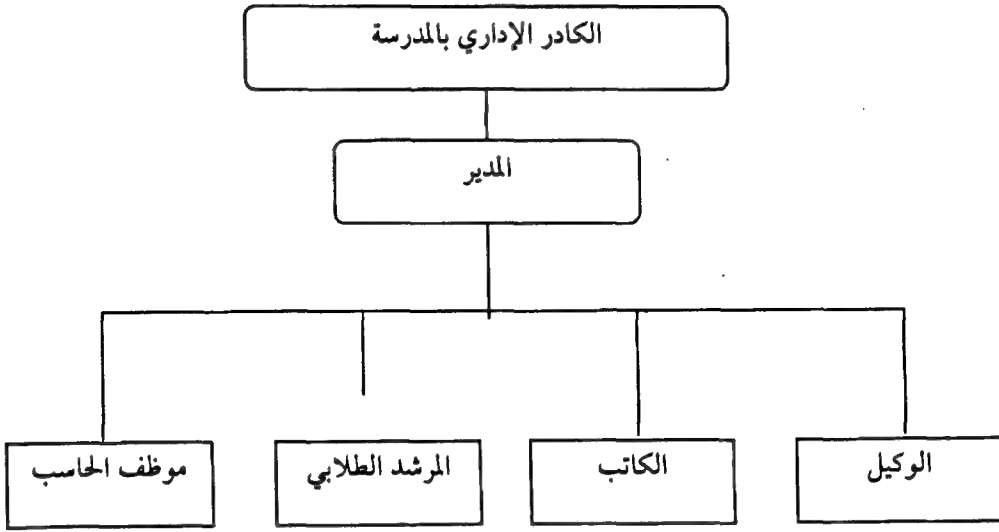 الكادر الإداري بالمدرسة
المدير
الوكيل
الكاتب
المرشد الطلابي
موظف الحاسب